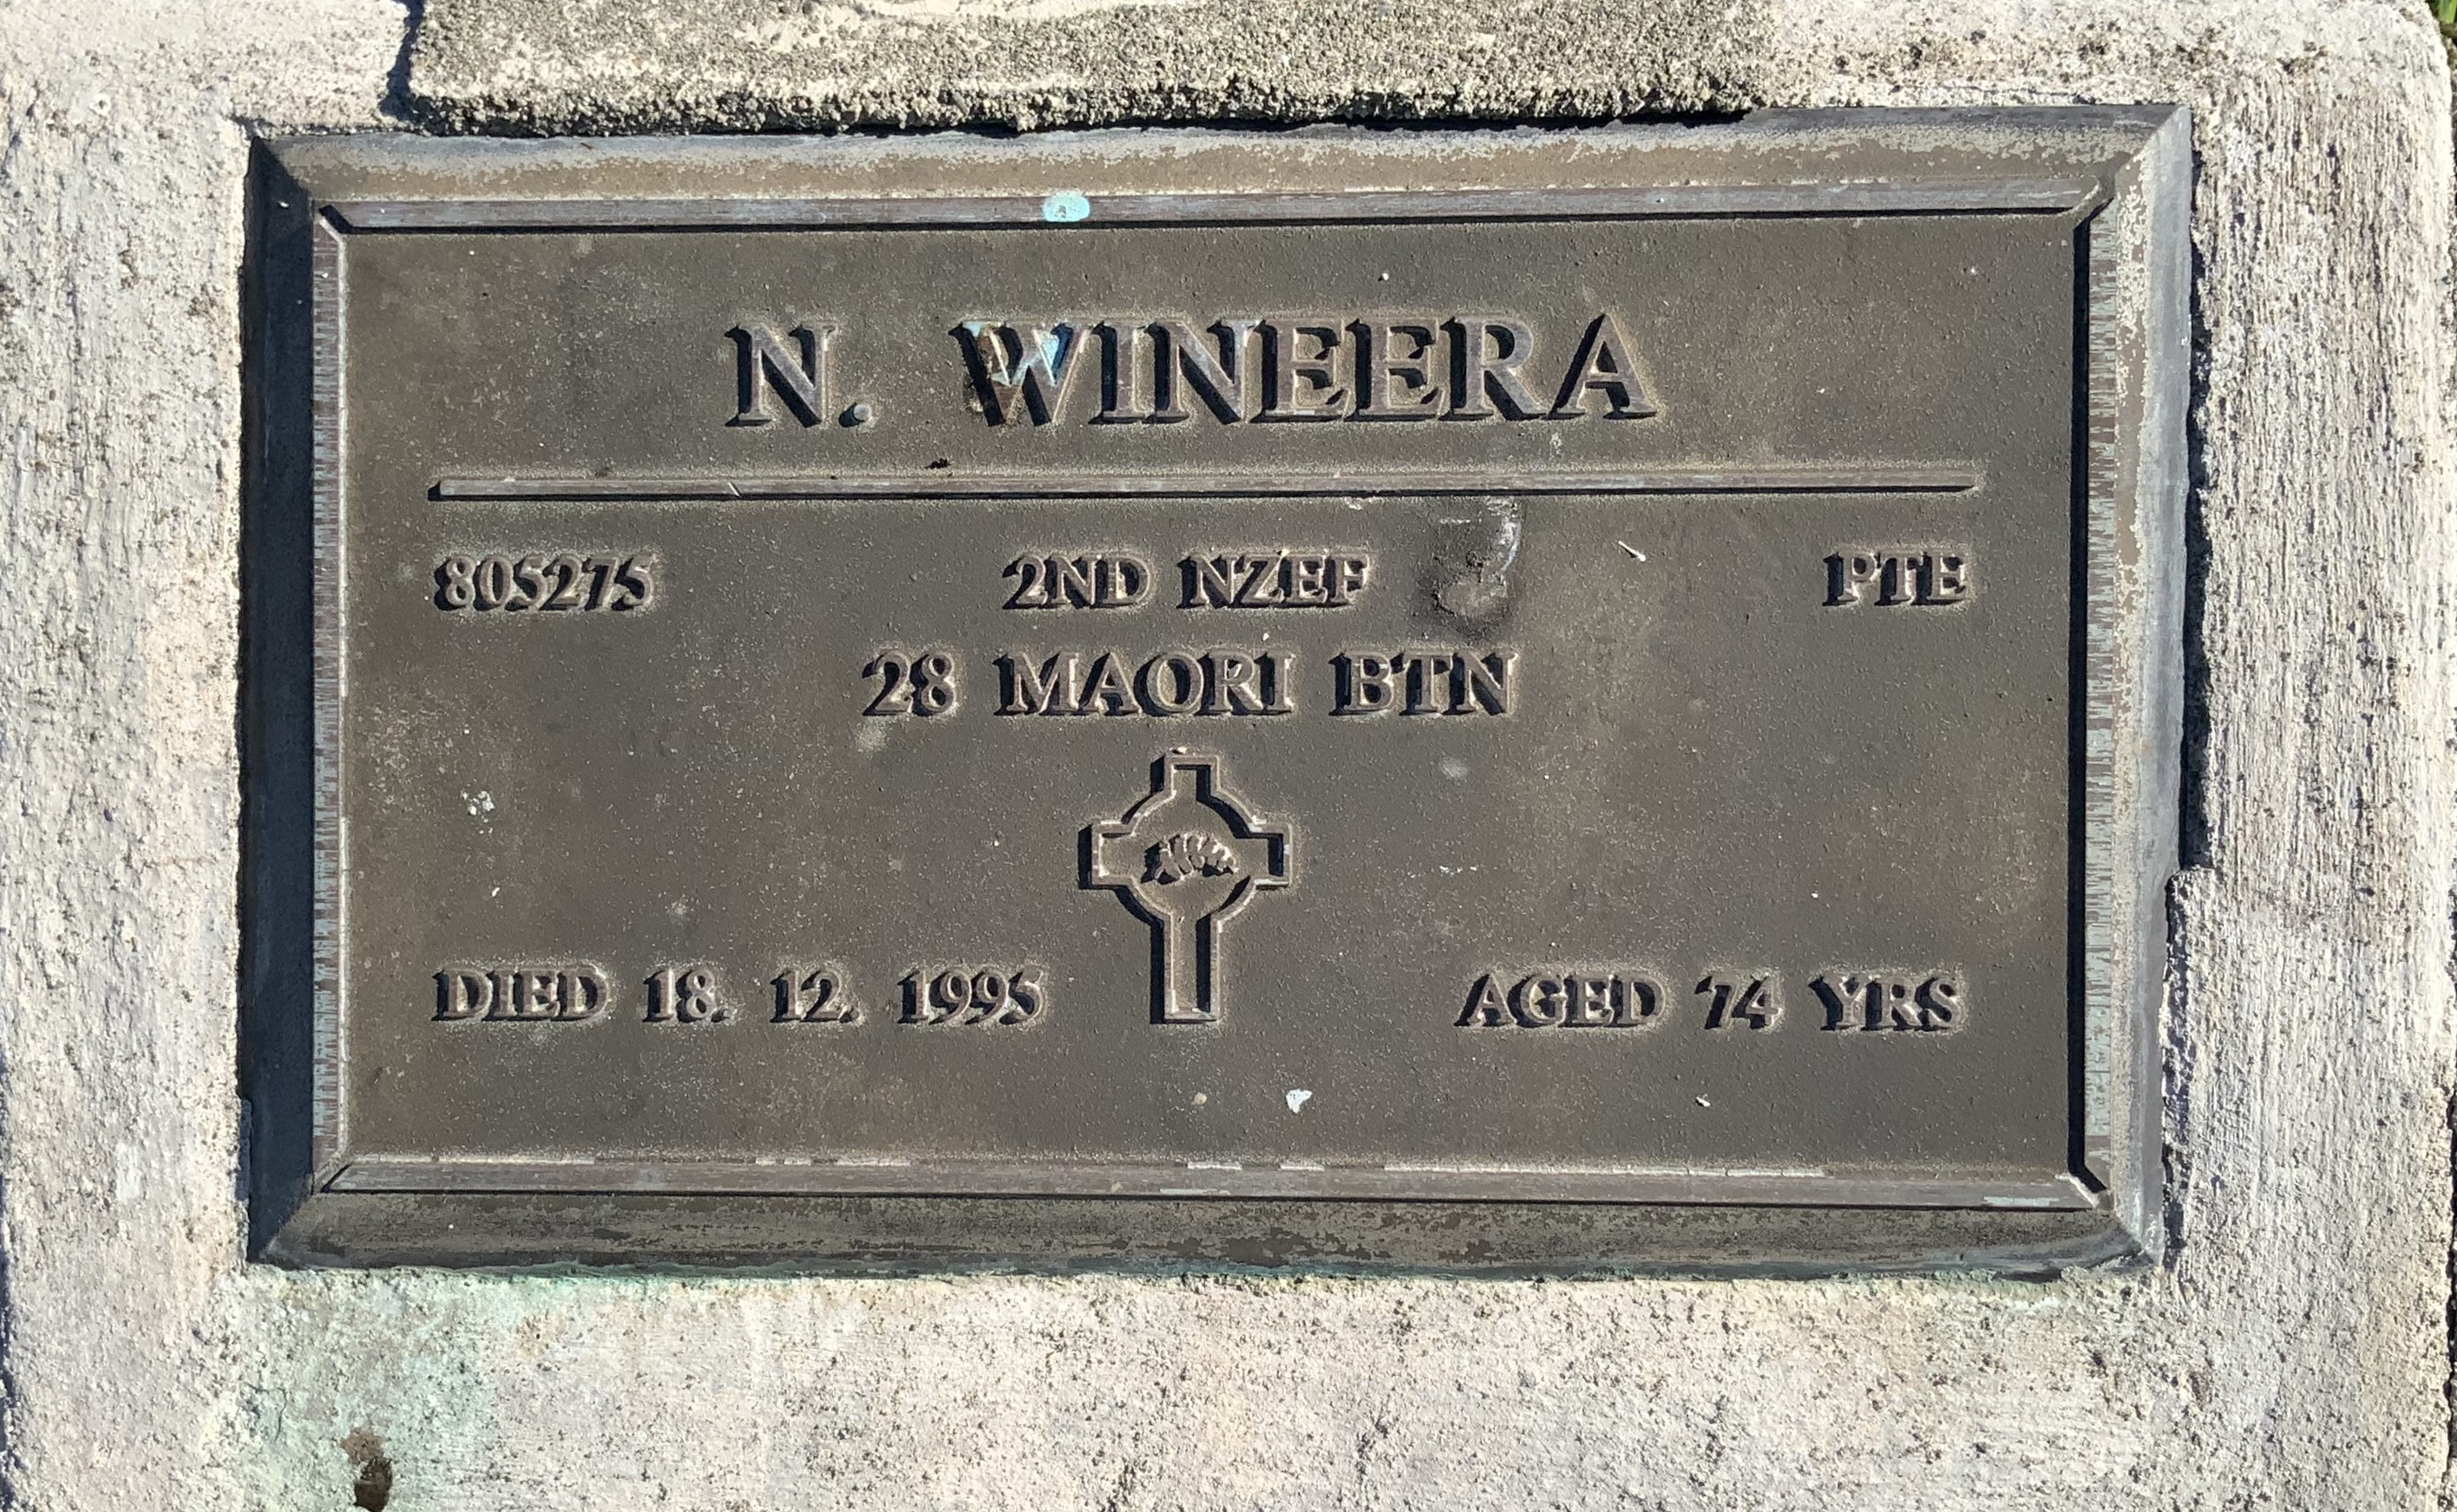 N. WINEERA
805275 2ND NZEF PTE
28 MAORI BTN
DIED 18. 12. 1995 AGED 74 YRS